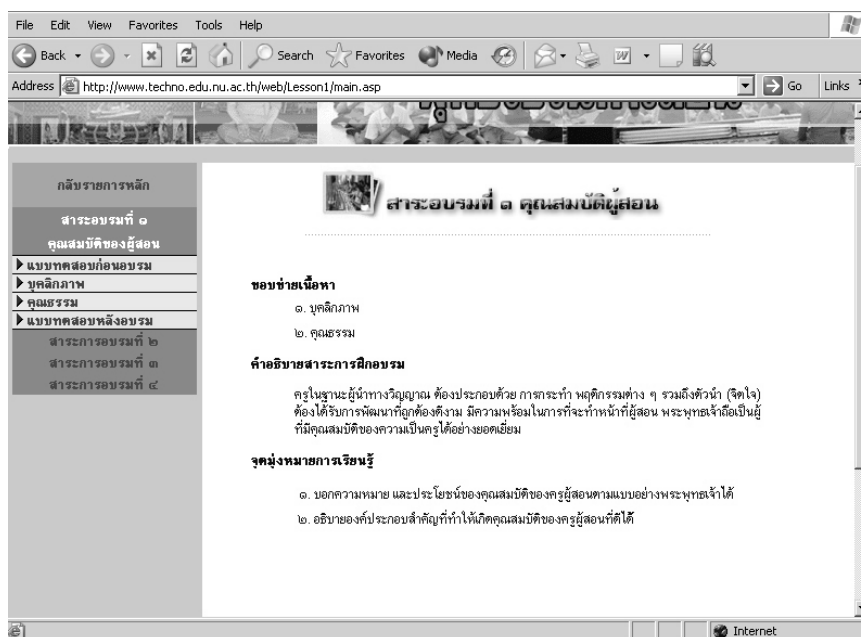 File Edit View Favorites Tools Help
Back Search Favorites Media
Address http://www.techno.edu.nu.ac.th/web/Lesson1/main.asp Go Links
กลับรายการหลัก
สาระอบรมที่ ๑
คุณสมบัติของผู้สอน
แบบทดสอบก่อนอบรม
บุคลิกภาพ
คุณธรรม
แบบทดสอบหลังอบรม
สาระการอบรมที่ ๒
สาระการอบรมที่ ๓
สาระการอบรมที่ ๔
สาระอบรมที่ ๑ คุณสมบัติผู้สอน
ขอบข่ายเนื้อหา
๑. บุคลิกภาพ
๒. คุณธรรม
คำอธิบายสาระการฝึกอบรม
ครูในฐานะผู้นำทางวิญญาณ ต้องประกอบด้วย การกระทำ พฤติกรรมต่าง ๆ รวมถึงตัวนำ (จิตใจ)
ต้องได้รับการพัฒนาที่ถูกต้องดีงาม มีความพร้อมในการที่จะทำหน้าที่ผู้สอน พระพุทธเจ้าถือเป็นผู้
ที่มีคุณสมบัติของความเป็นครูได้อย่างยอดเยี่ยม
จุดมุ่งหมายการเรียนรู้
๑. บอกความหมาย และประโยชน์ของคุณสมบัติของครูผู้สอนตามแบบอย่างพระพุทธเจ้าได้
๒. อธิบายองค์ประกอบสำคัญที่ทำให้เกิดคุณสมบัติของครูผู้สอนที่ดีได้
Internet